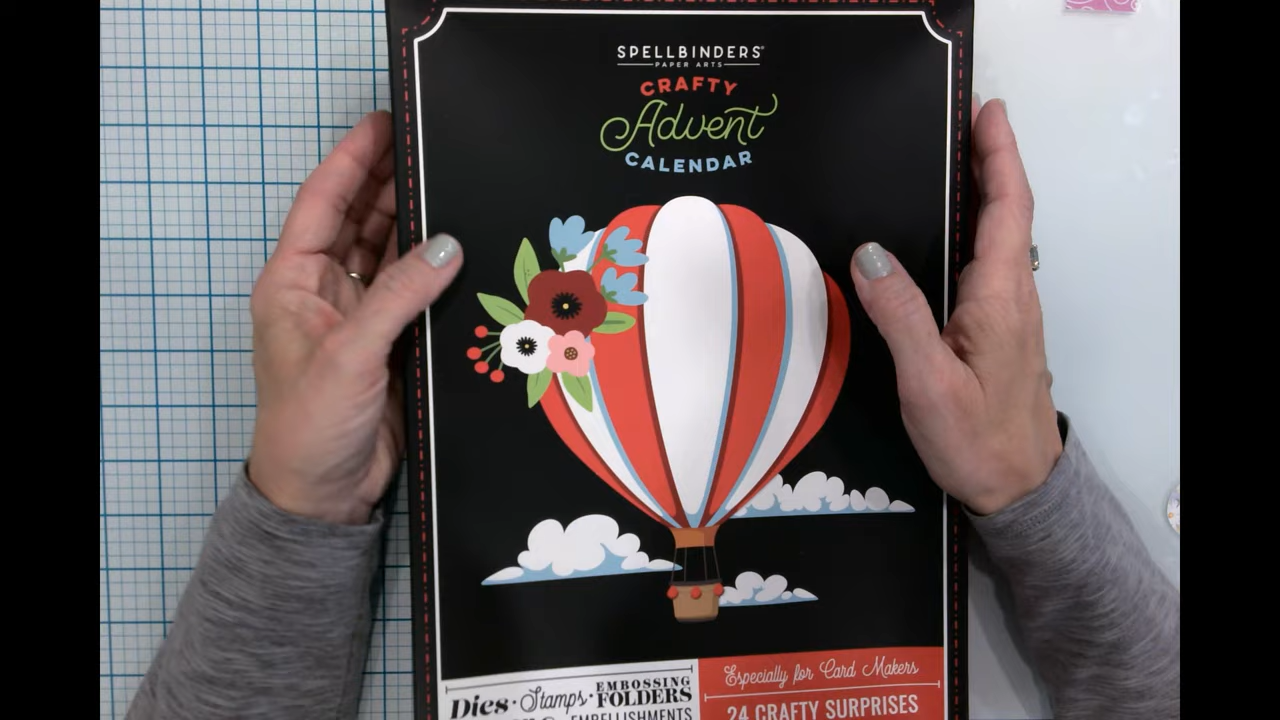 SPELLBINDERS®
PAPER ARTS
CRAFTY
Advent
CALENDAR
Especially for Card Makers
Dies • Stamps • EMBOSSING FOLDERS
EMBELLISHMENTS
24 CRAFTY SURPRISES